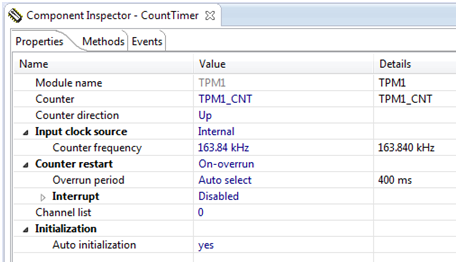 Component Inspector - CountTimer
Properties Methods Events
Name Value Details
Module name TPM1 TPM1
Counter TPM1_CNT TPM1_CNT
Counter direction Up
Input clock source Internal
Counter frequency 163.84 kHz 163.840 kHz
Counter restart On-overrun
Overrun period Auto select 400 ms
Interrupt Disabled
Channel list 0
Initialization
Auto initialization yes